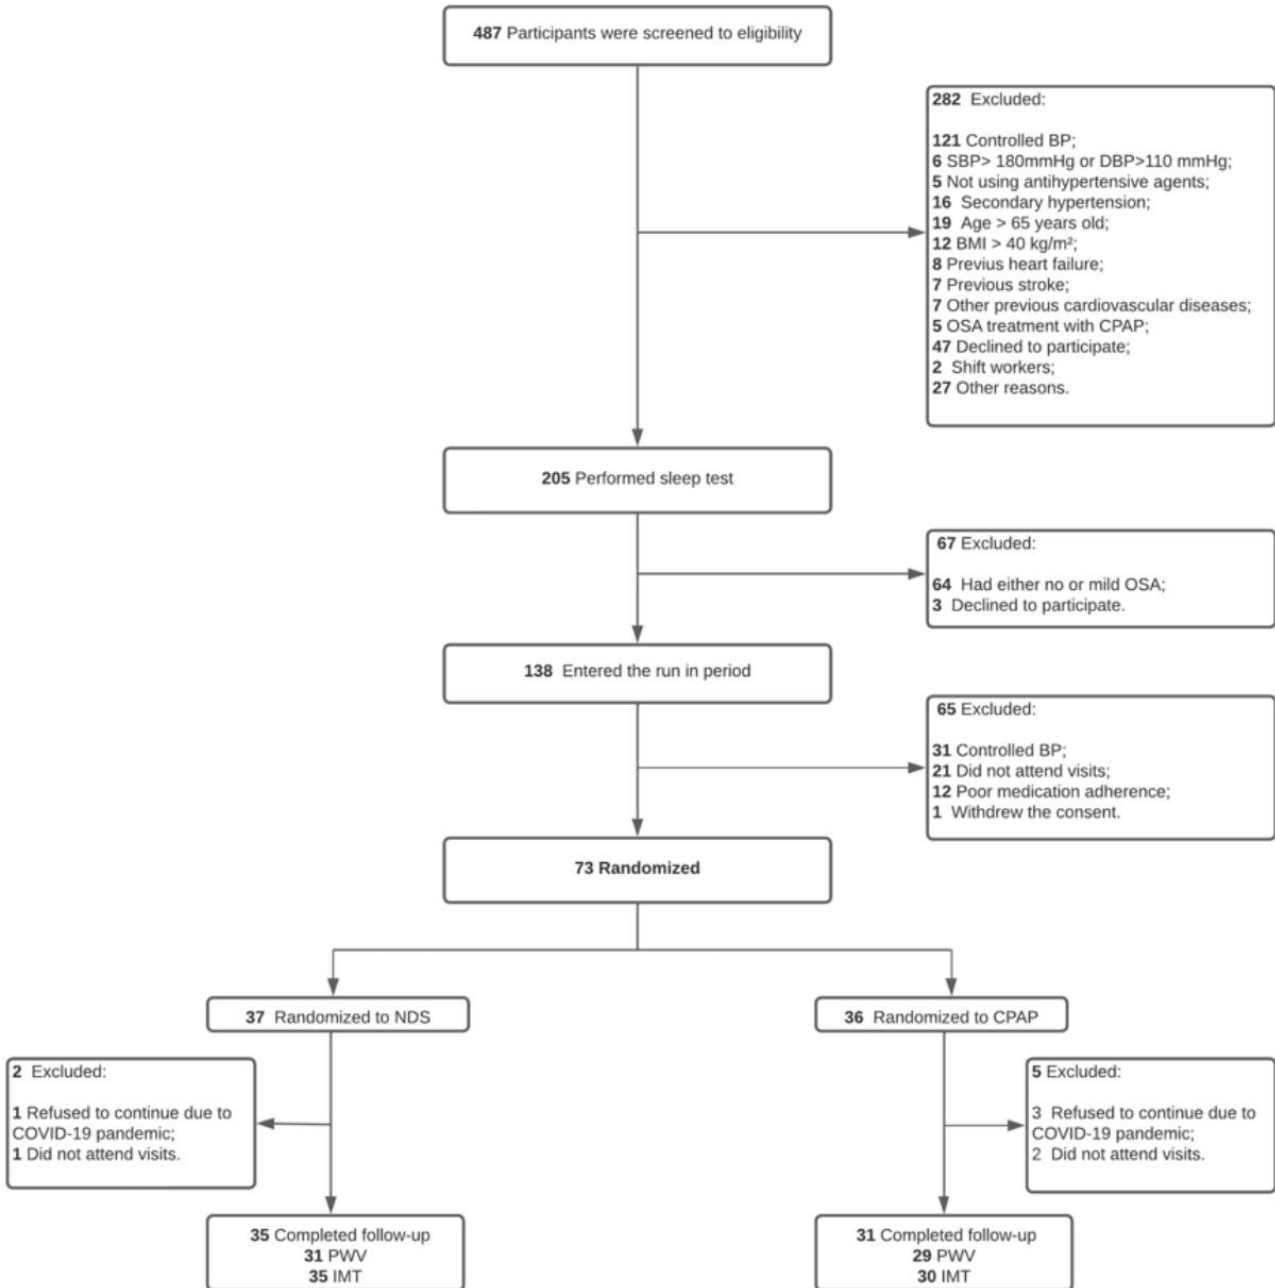 487 Participants were screened to eligibility
282 Excluded:
121 Controlled BP;
6 SBP> 180mmHg or DBP>110 mmHg;
5 Not using antihypertensive agents;
16 Secondary hypertension;
19 Age > 65 years old;
12 BMI > 40 kg/m²;
8 Previus heart failure;
7 Previous stroke;
7 Other previous cardiovascular diseases;
5 OSA treatment with CPAP;
47 Declined to participate;
2 Shift workers;
27 Other reasons.
205 Performed sleep test
67 Excluded:
64 Had either no or mild OSA;
3 Declined to participate.
138 Entered the run in period
65 Excluded:
31 Controlled BP;
21 Did not attend visits;
12 Poor medication adherence;
1 Withdrew the consent.
73 Randomized
37 Randomized to NDS
36 Randomized to CPAP
2 Excluded:
1 Refused to continue due to
COVID-19 pandemic;
1 Did not attend visits.
5 Excluded:
3 Refused to continue due to
COVID-19 pandemic;
2 Did not attend visits.
35 Completed follow-up
31 PWV
35 IMT
31 Completed follow-up
29 PWV
30 IMT